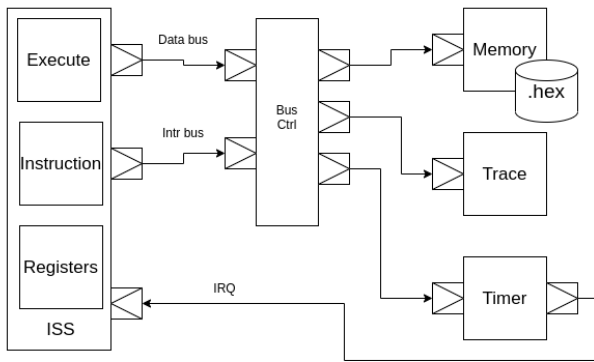 Execute
Data bus
Memory
.hex
Bus
Ctrl
Instruction
Intr bus
Trace
Registers
IRQ
Timer
ISS